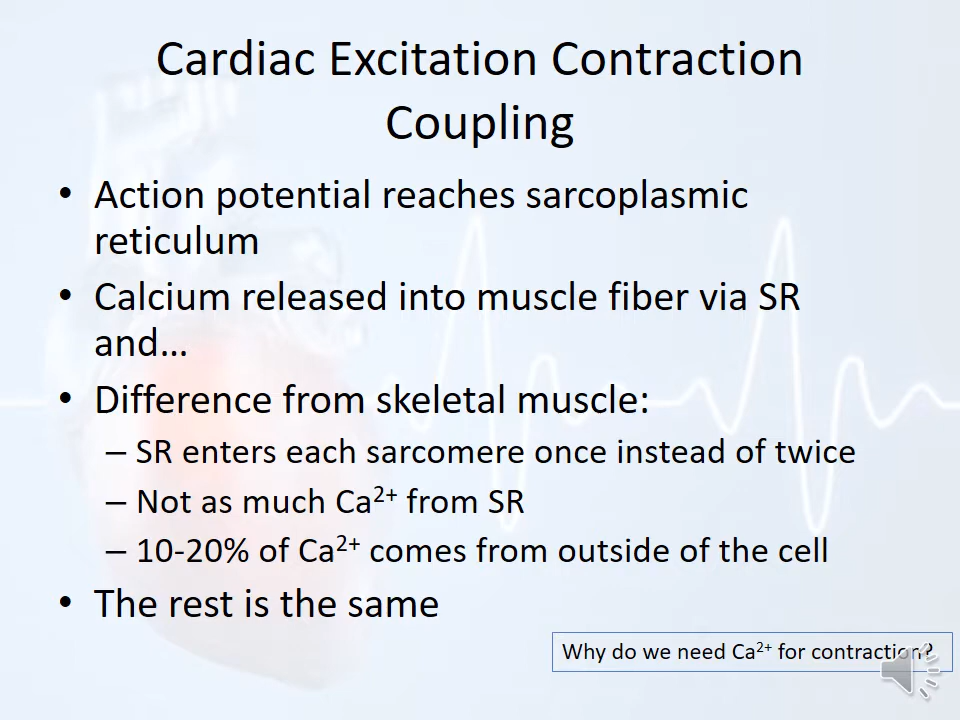 Cardiac Excitation Contraction
Coupling
• Action potential reaches sarcoplasmic
reticulum
• Calcium released into muscle fiber via SR
and…
• Difference from skeletal muscle:
– SR enters each sarcomere once instead of twice
– Not as much Ca²⁺ from SR
– 10-20% of Ca²⁺ comes from outside of the cell
• The rest is the same
Why do we need Ca²⁺ for contraction?